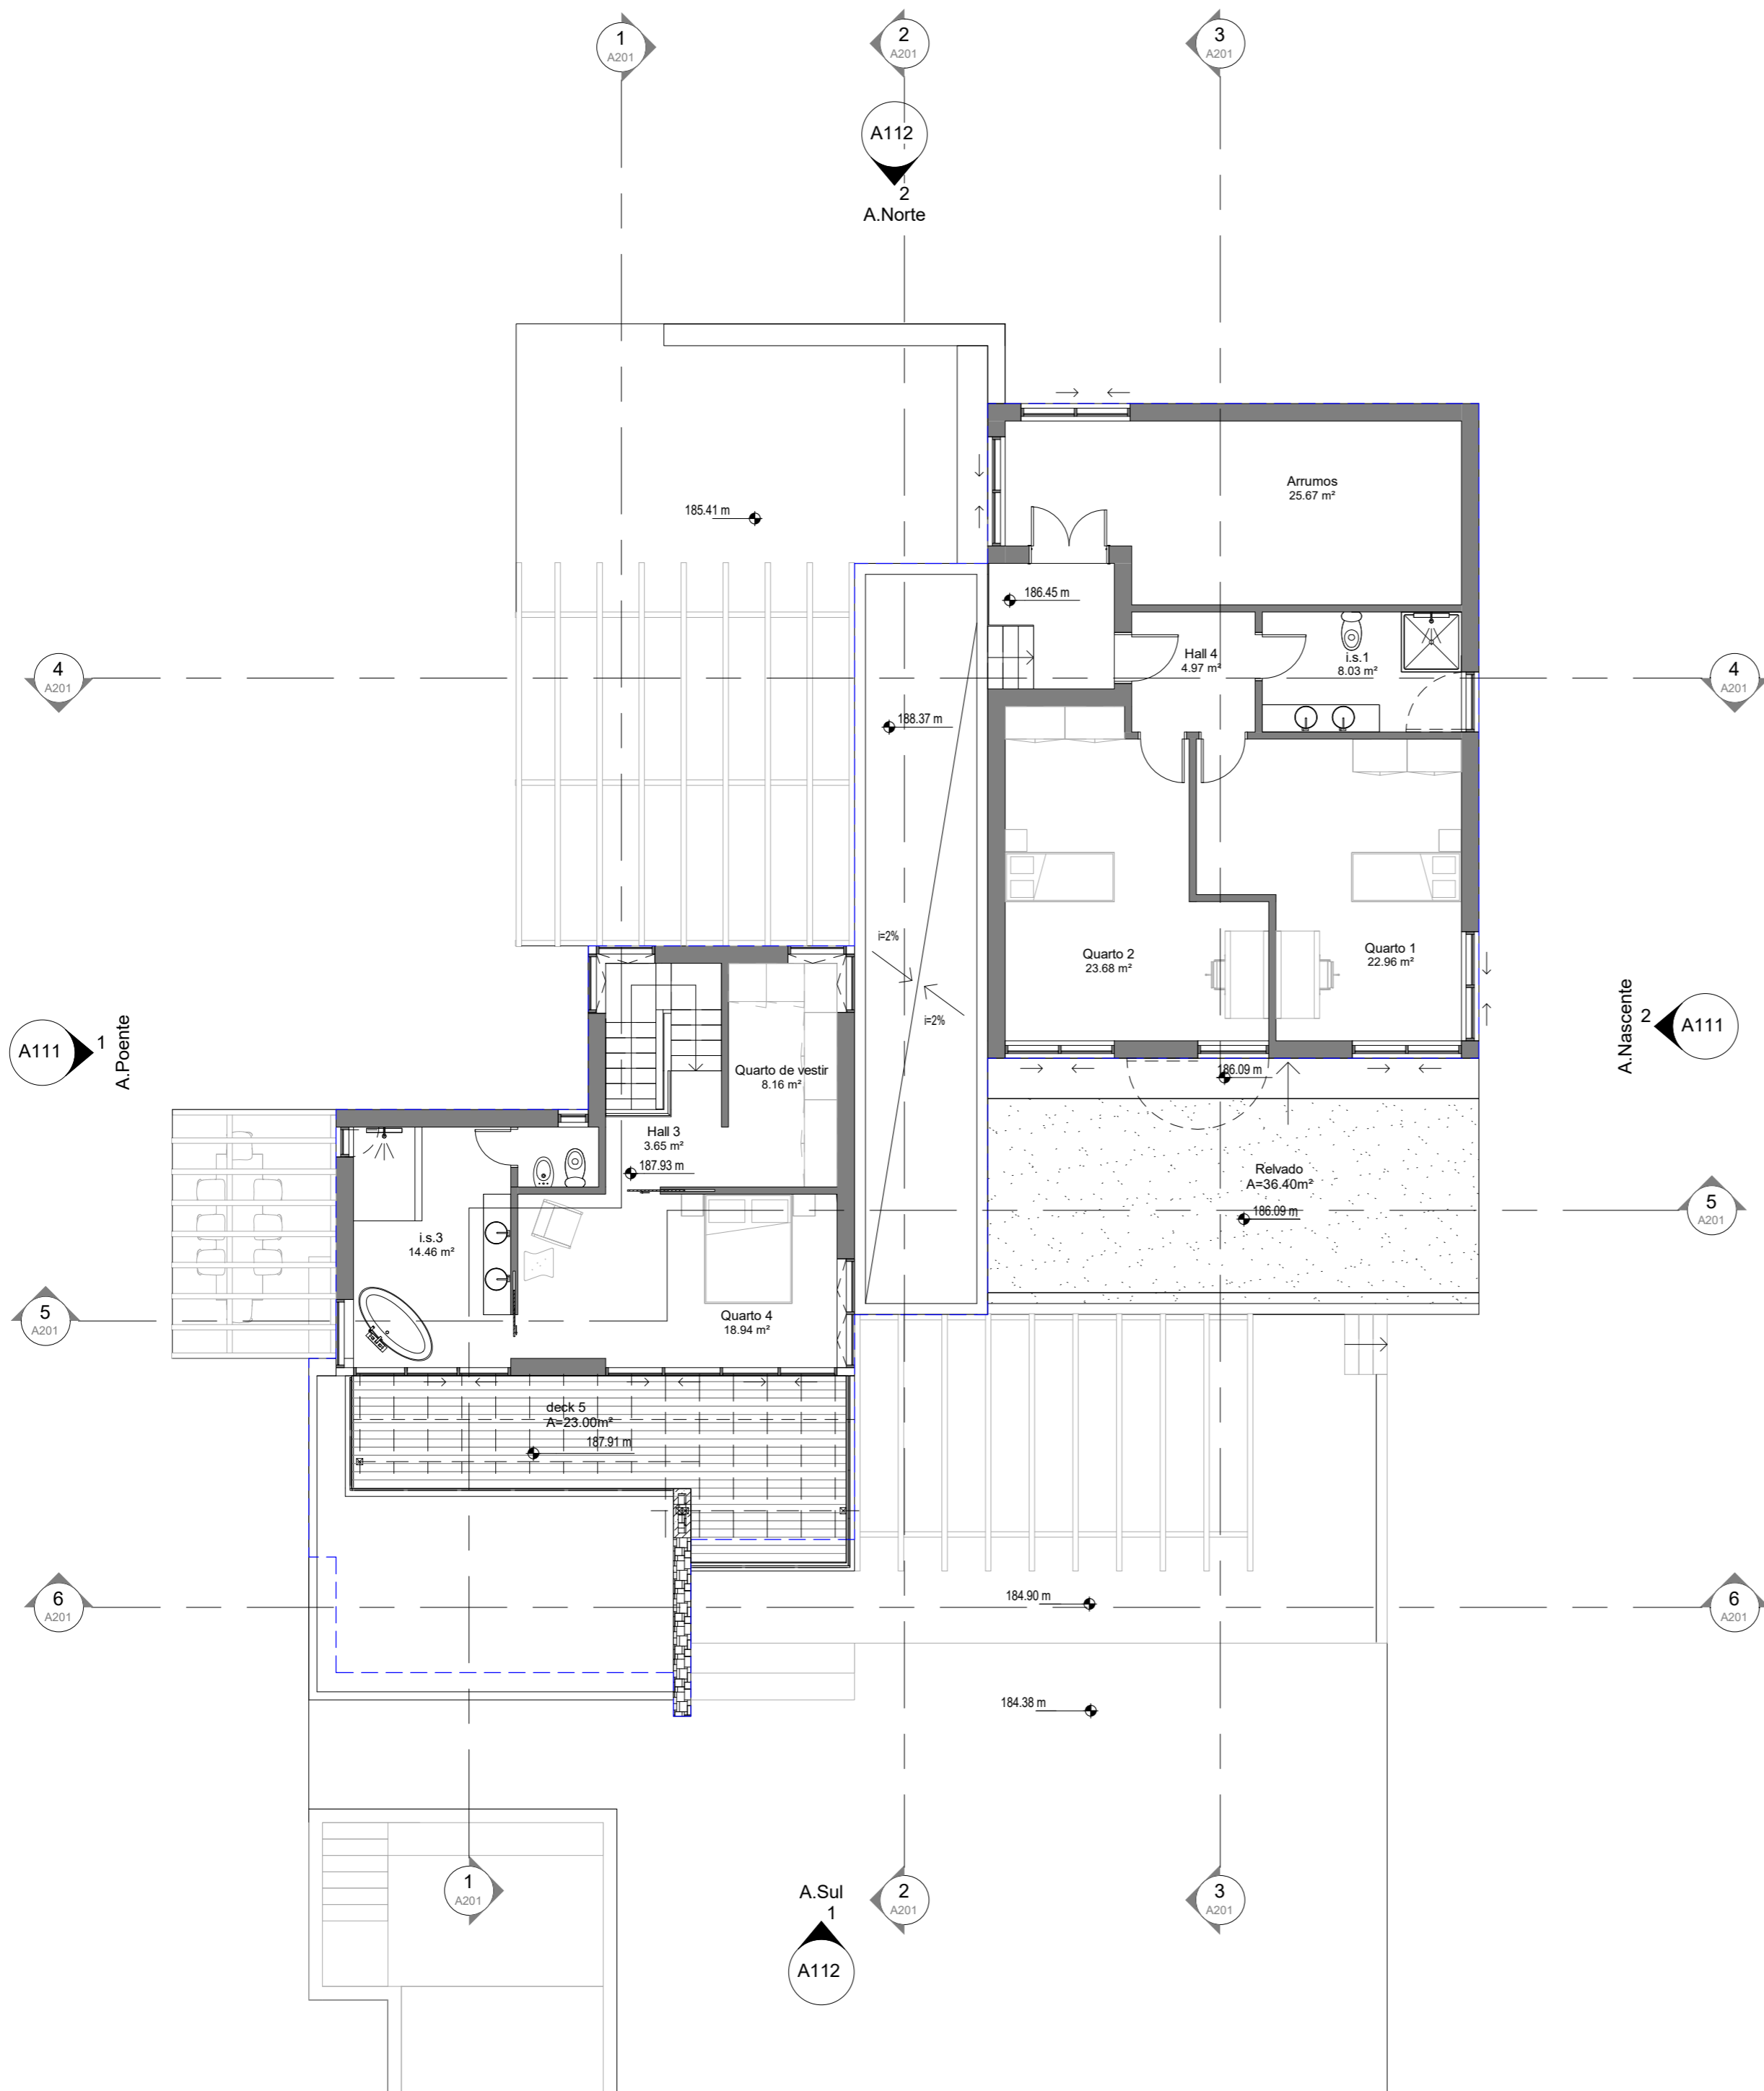 1
A201
2
A201
3
A201
A112
2
A.Norte
Arrumos
25.67 m²
185.41 m
186.45 m
Hall 4
4.97 m²
i.s.1
8.03 m²
4
A201
4
A201
188.37 m
i=2%
i=2%
Quarto 2
23.68 m²
Quarto 1
22.96 m²
A111
1
A.Poente
A.Nascente
2
A111
Quarto de vestir
8.16 m²
186.09 m
Hall 3
3.65 m²
187.93 m
Relvado
A=36.40m²
186.09 m
5
A201
i.s.3
14.46 m²
5
A201
Quarto 4
18.94 m²
deck 5
A=23.00m²
187.91 m
6
A201
184.90 m
6
A201
184.38 m
1
A201
A.Sul
1
A112
2
A201
3
A201